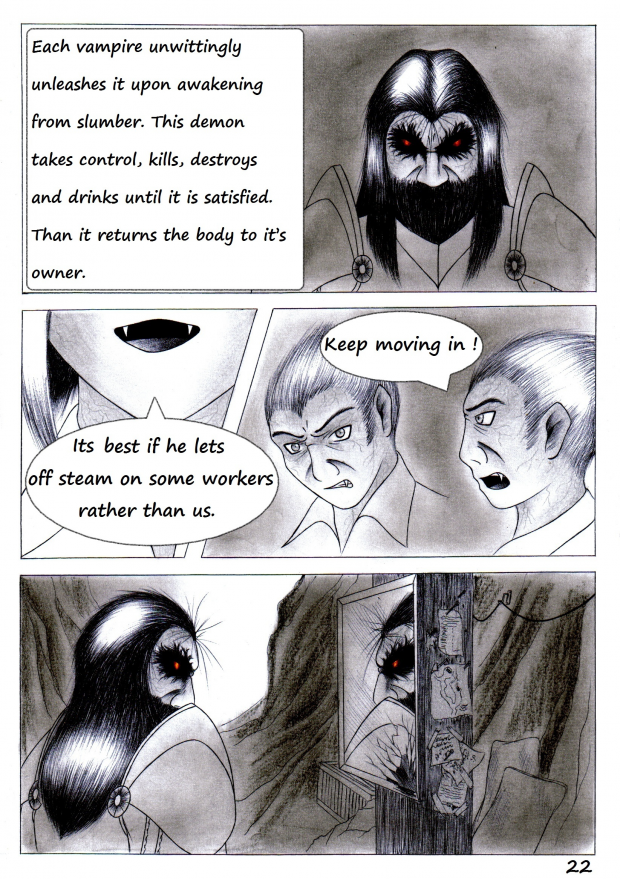 Each vampire unwittingly
unleashes it upon awakening
from slumber. This demon
takes control, kills, destroys
and drinks until it is satisfied.
Than it returns the body to it's
owner.
Its best if he lets
off steam on some workers
rather than us.
Keep moving in !
22